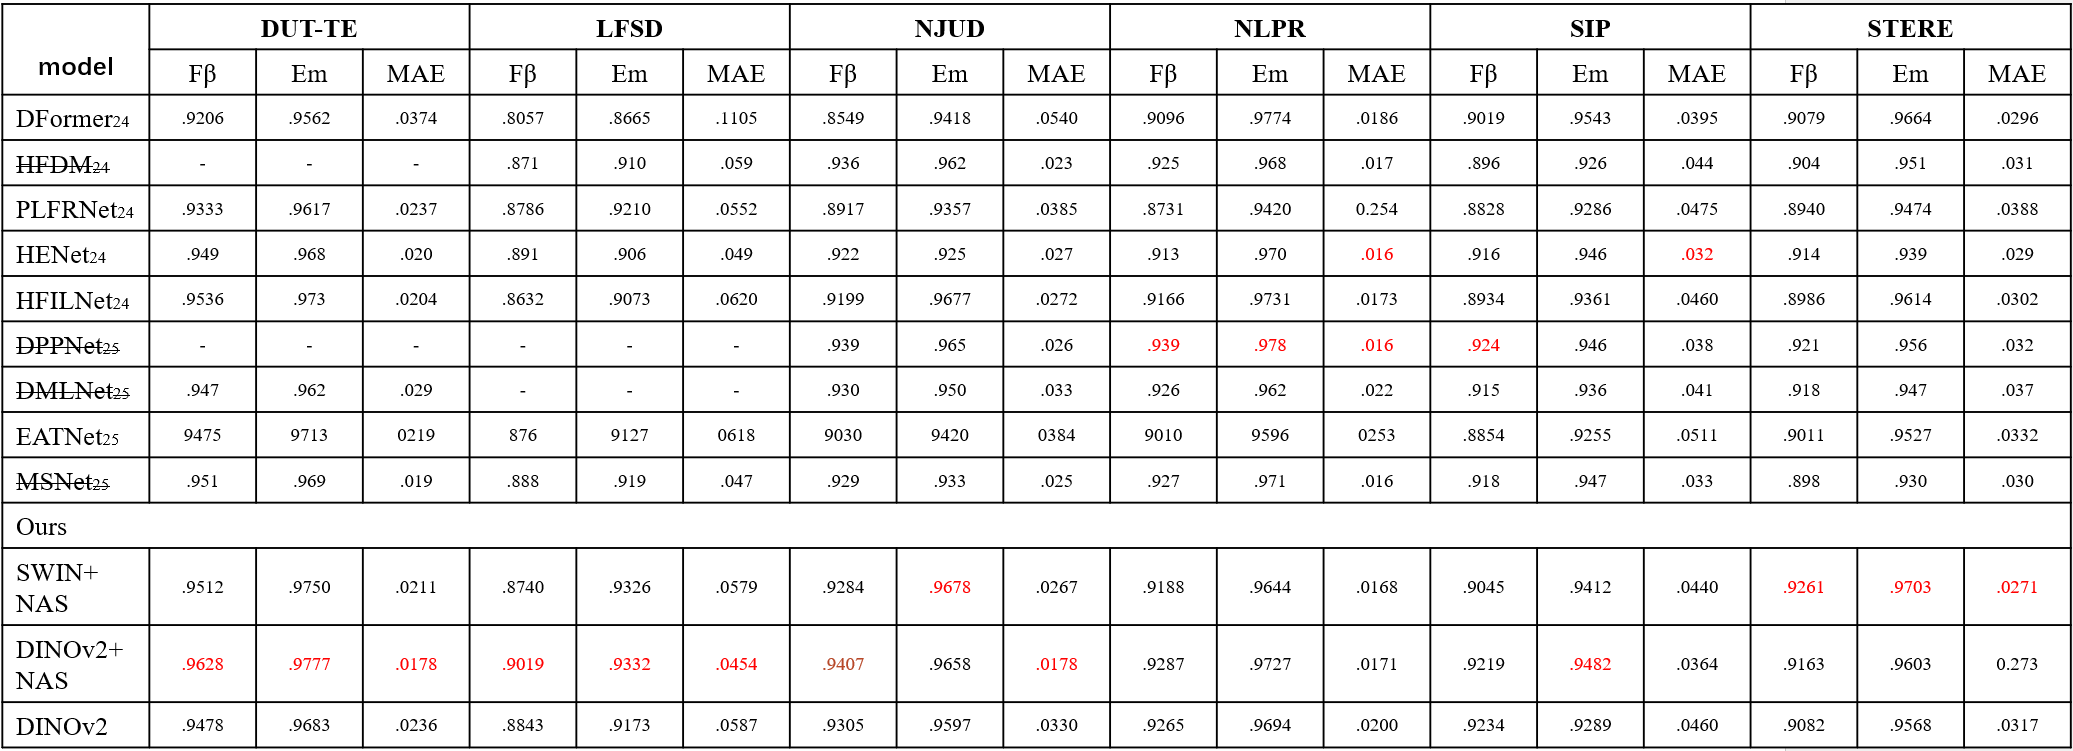 DUT-TE LFSD NJUD NLPR SIP STERE
model Fβ Em MAE Fβ Em MAE Fβ Em MAE Fβ Em MAE Fβ Em MAE Fβ Em MAE
DFormer24 .9206 .9562 .0374 .8057 .8665 .1105 .8549 .9418 .0540 .9096 .9774 .0186 .9019 .9543 .0395 .9079 .9664 .0296
HFDM24 - - - .871 .910 .059 .936 .962 .023 .925 .968 .017 .896 .926 .044 .904 .951 .031
PLFRNet24 .9333 .9617 .0237 .8786 .9210 .0552 .8917 .9357 .0385 .8731 .9420 0.254 .8828 .9286 .0475 .8940 .9474 .0388
HENet24 .949 .968 .020 .891 .906 .049 .922 .925 .027 .913 .970 .016 .916 .946 .032 .914 .939 .029
HFILNet24 .9536 .973 .0204 .8632 .9073 .0620 .9199 .9677 .0272 .9166 .9731 .0173 .8934 .9361 .0460 .8986 .9614 .0302
DPPNet25 - - - - - - .939 .965 .026 .939 .978 .016 .924 .946 .038 .921 .956 .032
DMLNet25 .947 .962 .029 - - - .930 .950 .033 .926 .962 .022 .915 .936 .041 .918 .947 .037
EATNet25 9475 9713 0219 876 9127 0618 9030 9420 0384 9010 9596 0253 .8854 .9255 .0511 .9011 .9527 .0332
MSNet25 .951 .969 .019 .888 .919 .047 .929 .933 .025 .927 .971 .016 .918 .947 .033 .898 .930 .030
Ours
SWIN+
NAS .9512 .9750 .0211 .8740 .9326 .0579 .9284 .9678 .0267 .9188 .9644 .0168 .9045 .9412 .0440 .9261 .9703 .0271
DINOv2+
NAS .9628 .9777 .0178 .9019 .9332 .0454 .9407 .9658 .0178 .9287 .9727 .0171 .9219 .9482 .0364 .9163 .9603 0.273
DINOv2 .9478 .9683 .0236 .8843 .9173 .0587 .9305 .9597 .0330 .9265 .9694 .0200 .9234 .9289 .0460 .9082 .9568 .0317